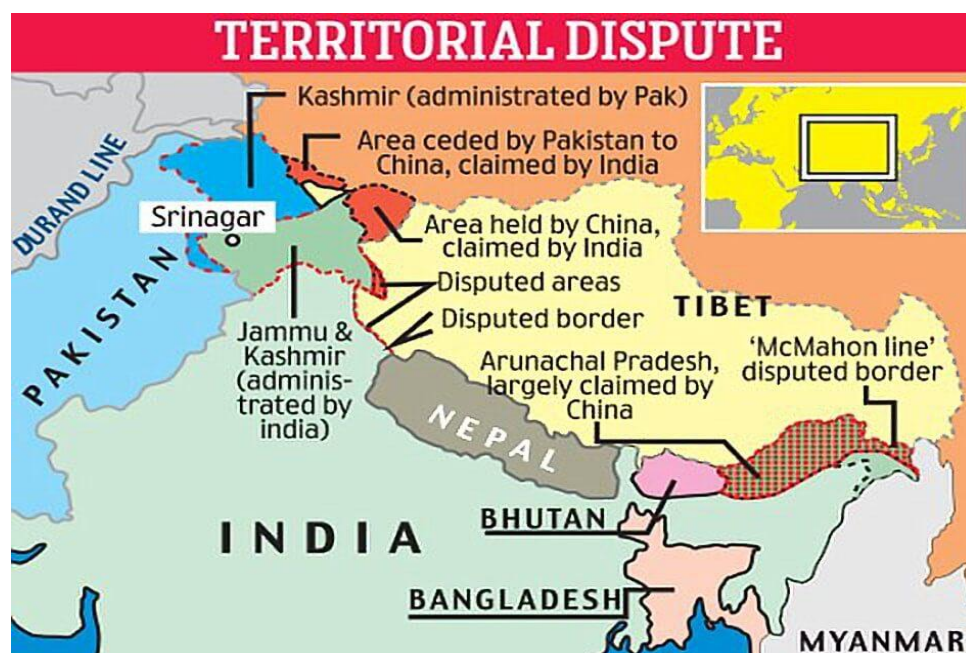 TERRITORIAL DISPUTE
Kashmir (administrated by Pak)
Area ceded by Pakistan to
China, claimed by India
DURAND LINE
Srinagar
Area held by China,
claimed by India
PAKISTAN
Disputed areas
TIBET
Disputed border
Jammu &
Kashmir
(adminis-
trated by
india)
Arunachal Pradesh,
largely claimed by
China
'McMahon line'
disputed border
NEPAL
INDIA
BHUTAN
BANGLADESH
MYANMAR